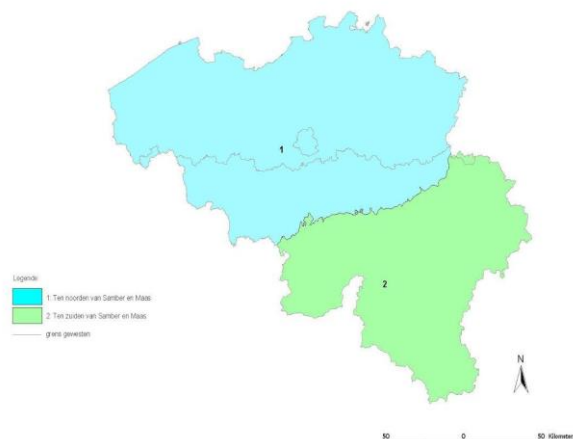 1
2
Legende
1: Ten noorden van Samber en Maas
2: Ten zuiden van Samber en Maas
grens gewesten
N
50 0 50 Kilometer